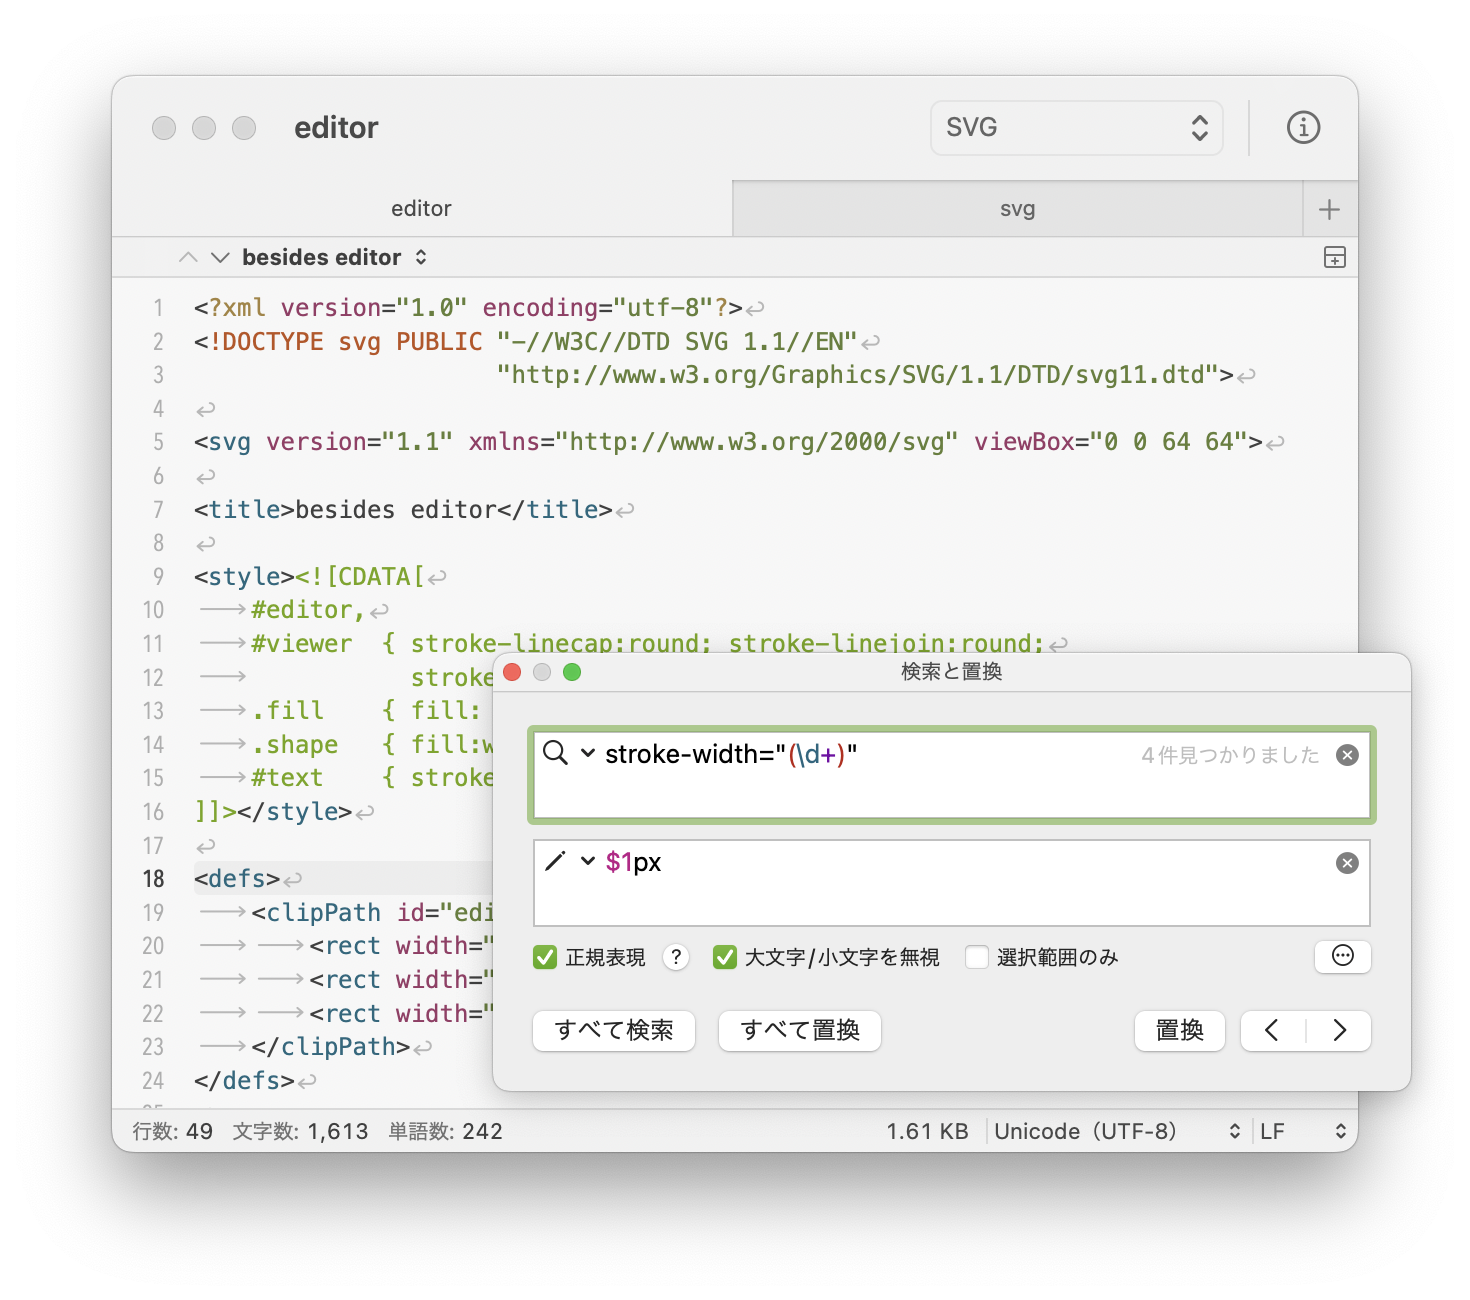 editor
SVG
editor
svg
besides editor
1 <?xml version="1.0" encoding="utf-8"?>
2 <!DOCTYPE svg PUBLIC "-//W3C//DTD SVG 1.1//EN"
3 "http://www.w3.org/Graphics/SVG/1.1/DTD/svg11.dtd">
4
5 <svg version="1.1" xmlns="http://www.w3.org/2000/svg" viewBox="0 0 64 64">
6
7 <title>besides editor</title>
8
9 <style><![CDATA[
10 #editor,
11 #viewer { stroke-linecap:round; stroke-linejoin:round;
12 stroke
13 .fill { fill:
14 .shape { fill:w
15 #text { stroke
16 ]]></style>
17
18 <defs>
19 <clipPath id="edi
20 <rect width="
21 <rect width="
22 <rect width="
23 </clipPath>
24 </defs>
検索と置換
stroke-width="(\d+)"
4件見つかりました
$1px
正規表現 ? 大文字/小文字を無視 選択範囲のみ
すべて検索 すべて置換 置換
行数: 49 文字数: 1,613 単語数: 242 1.61 KB Unicode（UTF-8） LF